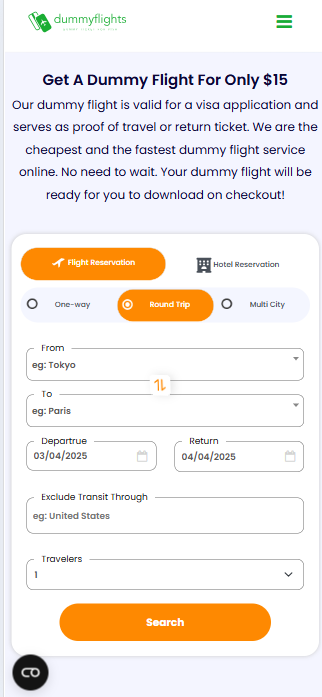 dummyflights
Get A Dummy Flight For Only $15
Our dummy flight is valid for a visa application and
serves as proof of travel or return ticket. We are the
cheapest and the fastest dummy flight service
online. No need to wait. Your dummy flight will be
ready for you to download on checkout!
Flight Reservation
Hotel Reservation
One-way
Round Trip
Multi City
From
eg: Tokyo
To
eg: Paris
Departrue
Return
03/04/2025
04/04/2025
Exclude Transit Through
eg: United States
Travelers
1
Search